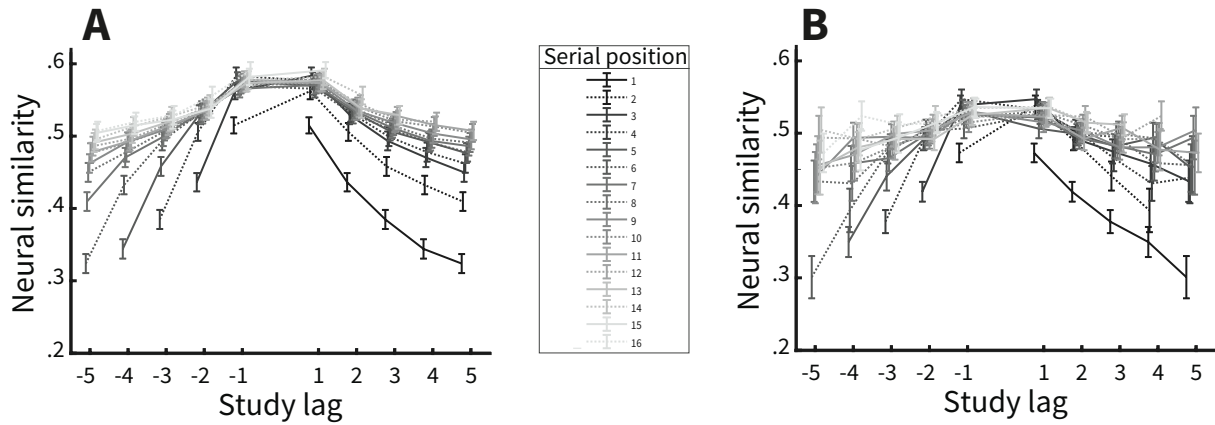 A
Neural similarity
.6
.5
.4
.3
.2
-5 -4 -3 -2 -1 1 2 3 4 5
Study lag
Serial position
1
2
3
4
5
6
7
8
9
10
11
12
13
14
15
16
B
Neural similarity
.6
.5
.4
.3
.2
-5 -4 -3 -2 -1 1 2 3 4 5
Study lag